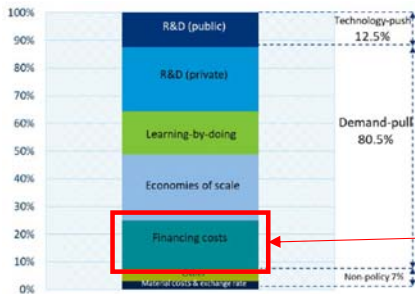 100%
90%
80%
70%
60%
50%
40%
30%
20%
10%
0%
R&D (public)
R&D (private)
Learning-by-doing
Economies of scale
Financing costs
Material costs & exchange rate
Technology-push
12.5%
Demand-pull
80.5%
Non-policy 7%